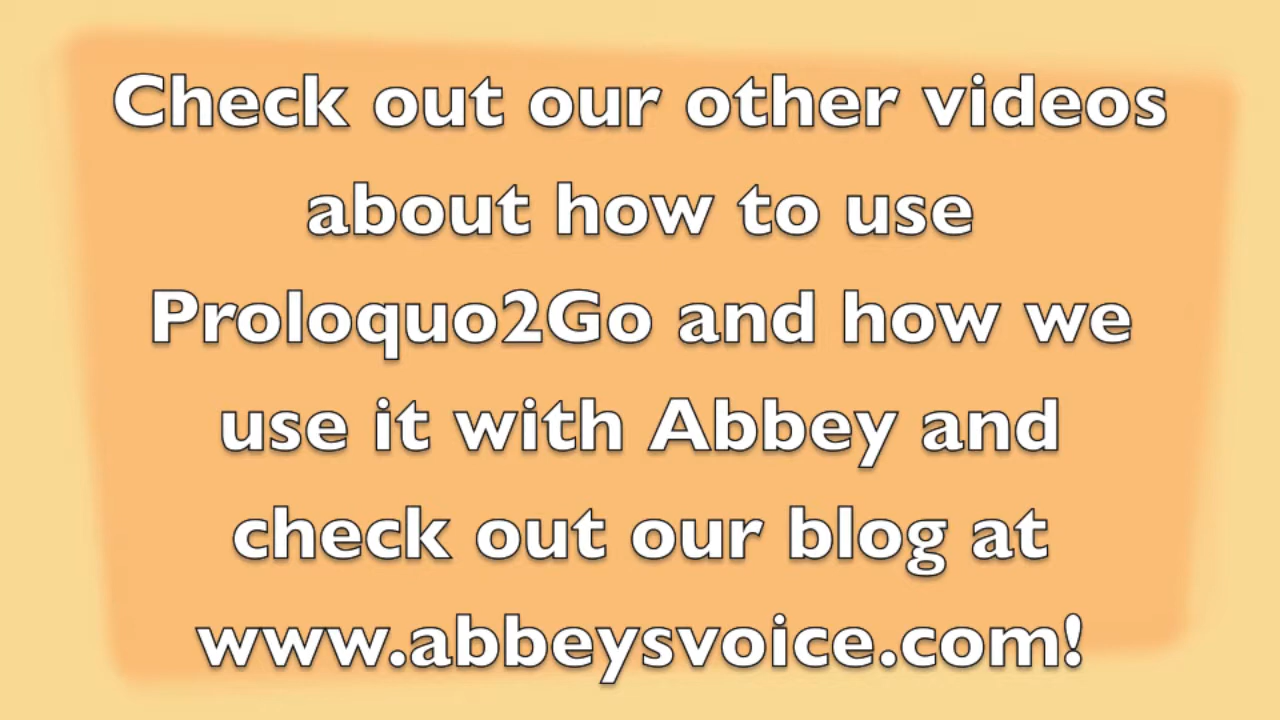 Check out our other videos
about how to use
Proloquo2Go and how we
use it with Abbey and
check out our blog at
www.abbeysvoice.com!